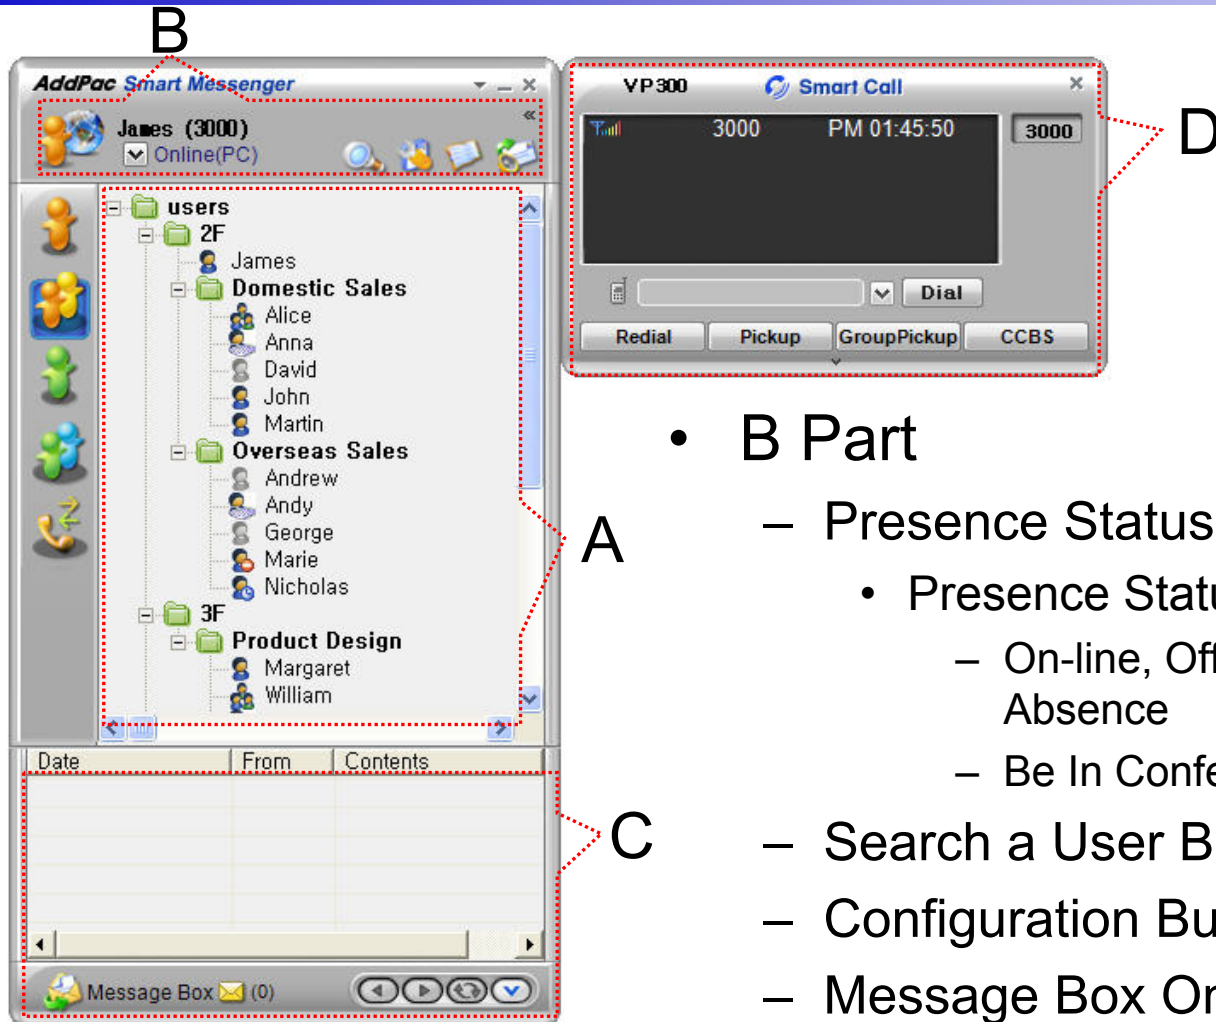 B
AddPac Smart Messenger
James (3000)
Online(PC)
users
2F
James
Domestic Sales
Alice
Anna
David
John
Martin
Overseas Sales
Andrew
Andy
George
Marie
Nicholas
3F
Product Design
Margaret
William
A
Date From Contents
C
Message Box (0)
VP300 Smart Call
3000 PM 01:45:50 3000
D
Dial
Redial Pickup GroupPickup CCBS
• B Part
– Presence Status
• Presence Statu
– On-line, Off
Absence
– Be In Confe
– Search a User B
– Configuration Bu
– Message Box On